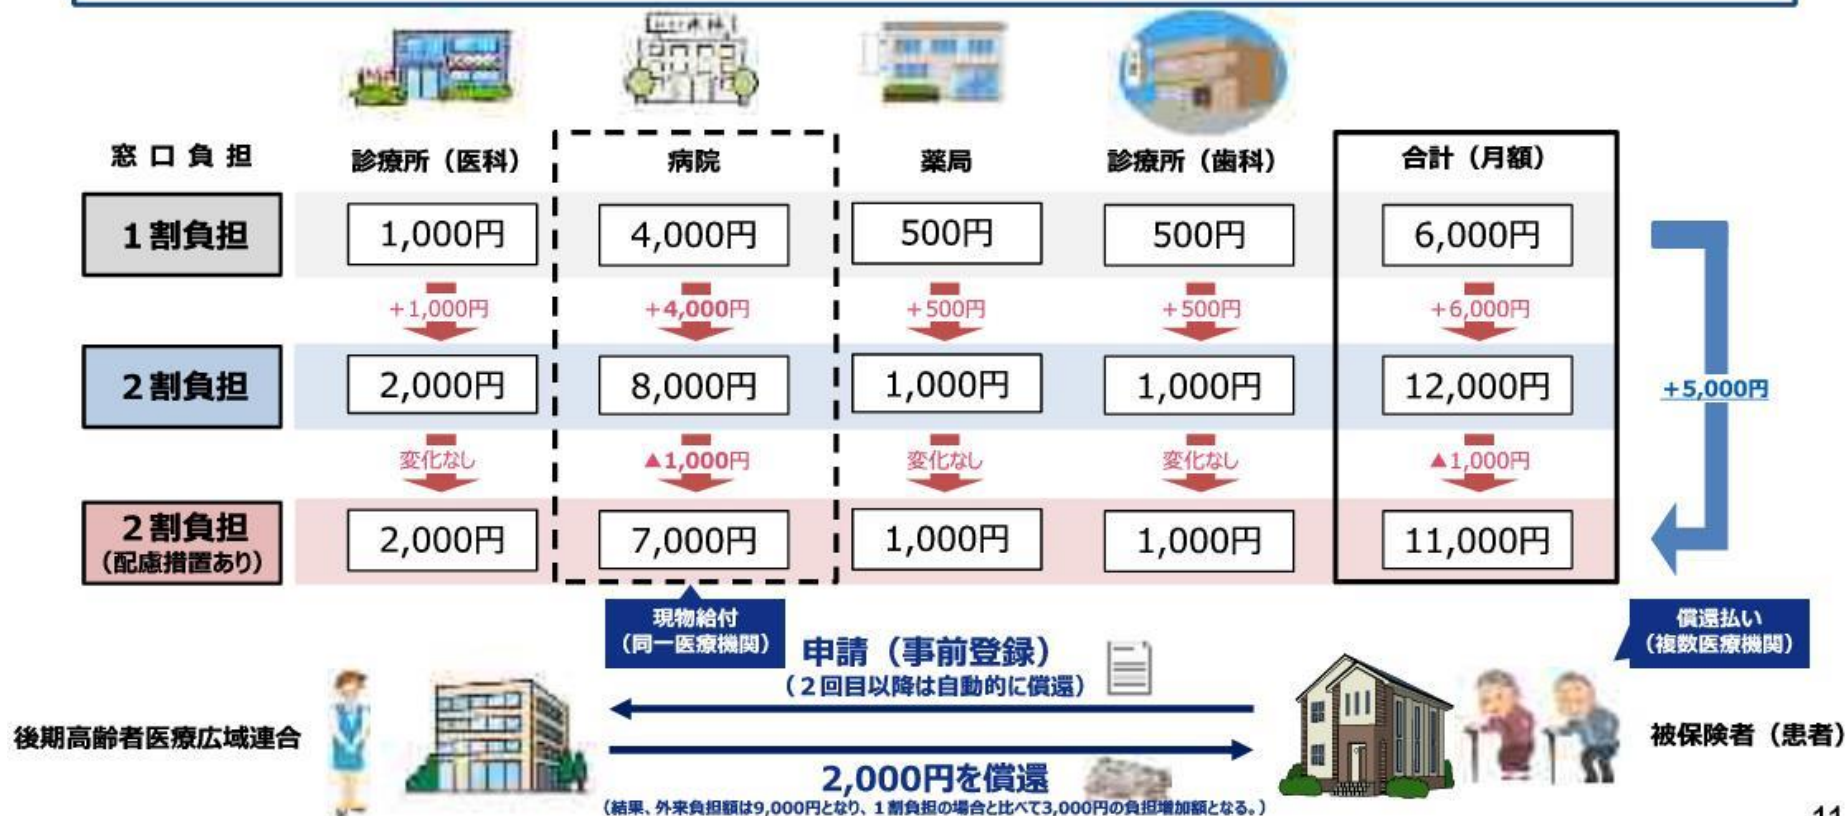 窓口負担 診療所（医科） 病院 薬局 診療所（歯科） 合計（月額）
１割負担 1,000円 4,000円 500円 500円 6,000円
＋1,000円 ＋4,000円 ＋500円 ＋500円 ＋6,000円
２割負担 2,000円 8,000円 1,000円 1,000円 12,000円
＋5,000円
変化なし ▲1,000円 変化なし 変化なし ▲1,000円
２割負担
（配慮措置あり） 2,000円 7,000円 1,000円 1,000円 11,000円
現物給付
（同一医療機関）
償還払い
（複数医療機関）
申請（事前登録）
（２回目以降は自動的に償還）
後期高齢者医療広域連合
被保険者（患者）
2,000円を償還
（結果、外来負担額は9,000円となり、１割負担の場合と比べて3,000円の負担増加額となる。）
11